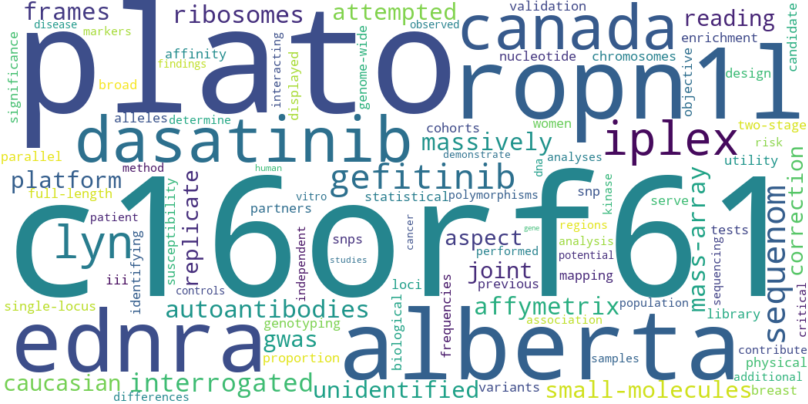 frames
disease
markers
ribosomes
attempted
validation
canada
reading
candidate
significance
plato
affinity
findings
broad
interacting
displayed
genome-wide
observed
nucleotide
chromosomes
enrichment
objective
ropn1l
design
alleles
determine
dasatinib
cohorts
massively
women
iplex
two-stage
risk
parallel
method
platform
full-length
gefitinib
demonstrate
dna
analyses
utility
correction
human
statistical
polymorphisms
snp
kinase
serve
mass-array
c16orf61
patient
lyn
susceptibility
replicate
vitro
partners
snps
independent
cancer
aspect
performed
regions
analysis
potential
gene
tests
sequencing
sequenom
iii
identifying
controls
studies
loci
joint
previous
mapping
single-locus
autoantibodies
biological
frequencies
affymetrix
population
library
critical
ednra
genotyping
gwas
proportion
alberta
association
samples
contribute
physical
additional
caucasian
interrogated
differences
unidentified
variants
small-molecules
breast